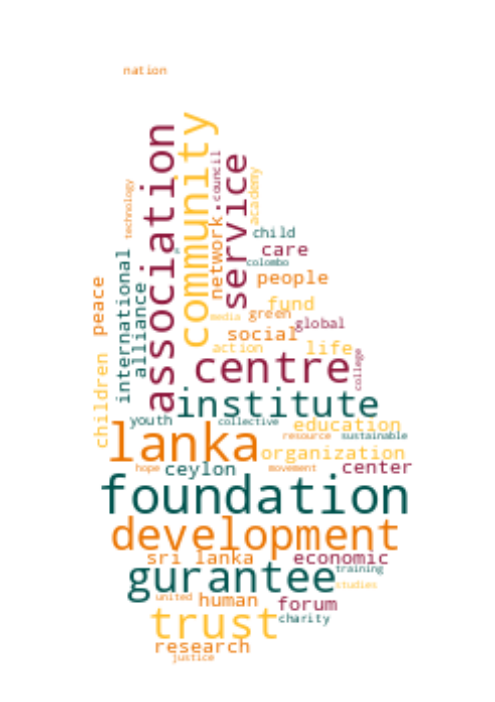 nation
association
community
service
council
network.
academy
technology
child
care
colombo
people
international
alliance
peace
fund
green
media
global
social
action
life
centre
college
children
institute
youth
collective
education
lanka
resource
sustainable
organization
hope
ceylon
movement
center
foundation
development
sri lanka
economic
gurantee
training
studies
united
human
forum
trust
charity
research
justice